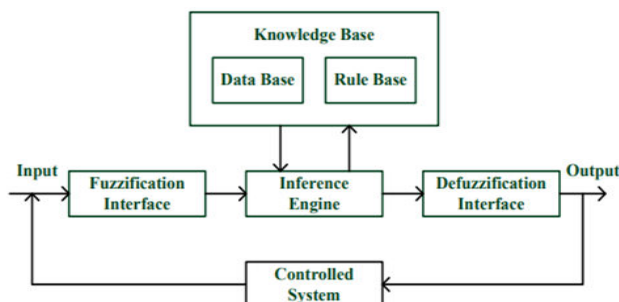 Knowledge Base
Data Base
Rule Base
Input
Fuzzification
Interface
Inference
Engine
Defuzzification
Interface
Output
Controlled
System